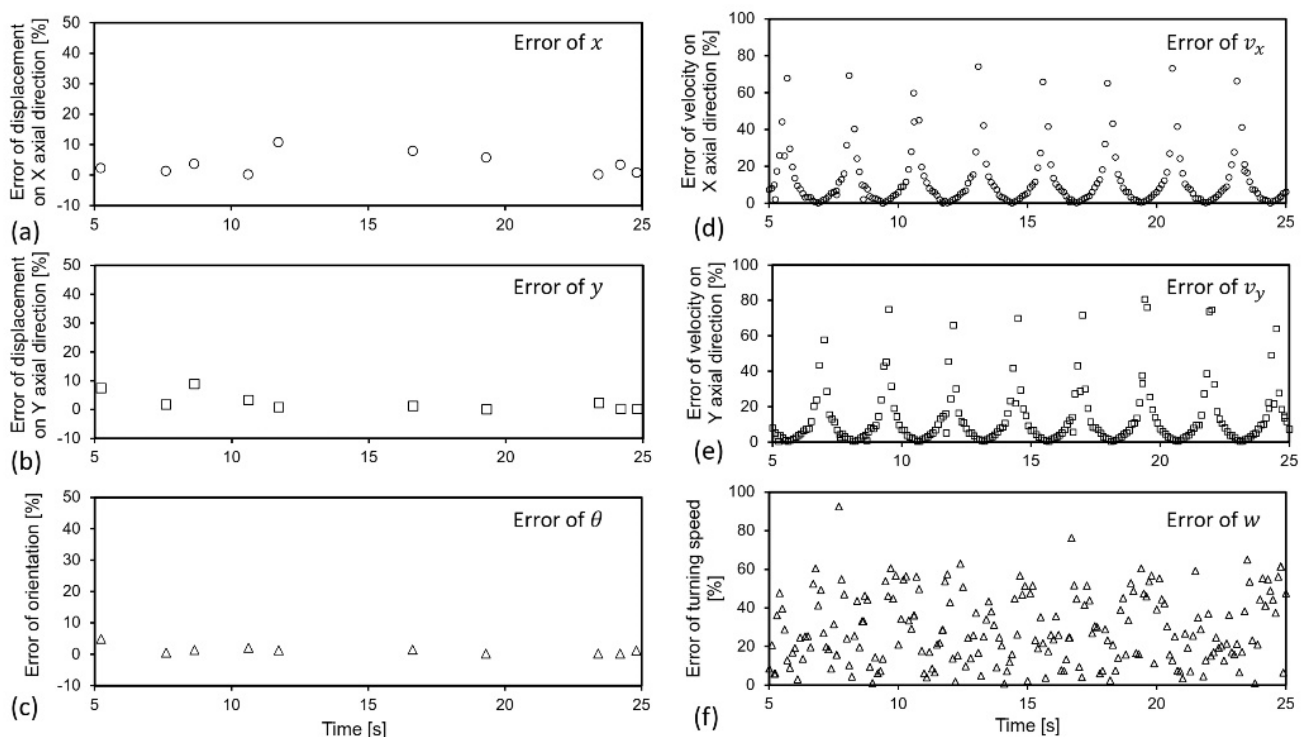 Error of displacement
on X axial direction [%]
50
40
30
20
10
0
-10
Error of x
5
10
15
20
25
(a)
Error of displacement
on Y axial direction [%]
50
40
30
20
10
0
-10
Error of y
5
10
15
20
25
(b)
Error of orientation [%]
50
40
30
20
10
0
-10
Error of θ
5
10
15
20
25
(c)
Time [s]
Error of velocity on
X axial direction [%]
100
80
60
40
20
0
Error of vₓ
5
10
15
20
25
(d)
Error of velocity on
Y axial direction [%]
100
80
60
40
20
0
Error of v_y
5
10
15
20
25
(e)
Error of turning speed
[%]
100
80
60
40
20
0
Error of w
5
10
15
20
25
(f)
Time [s]